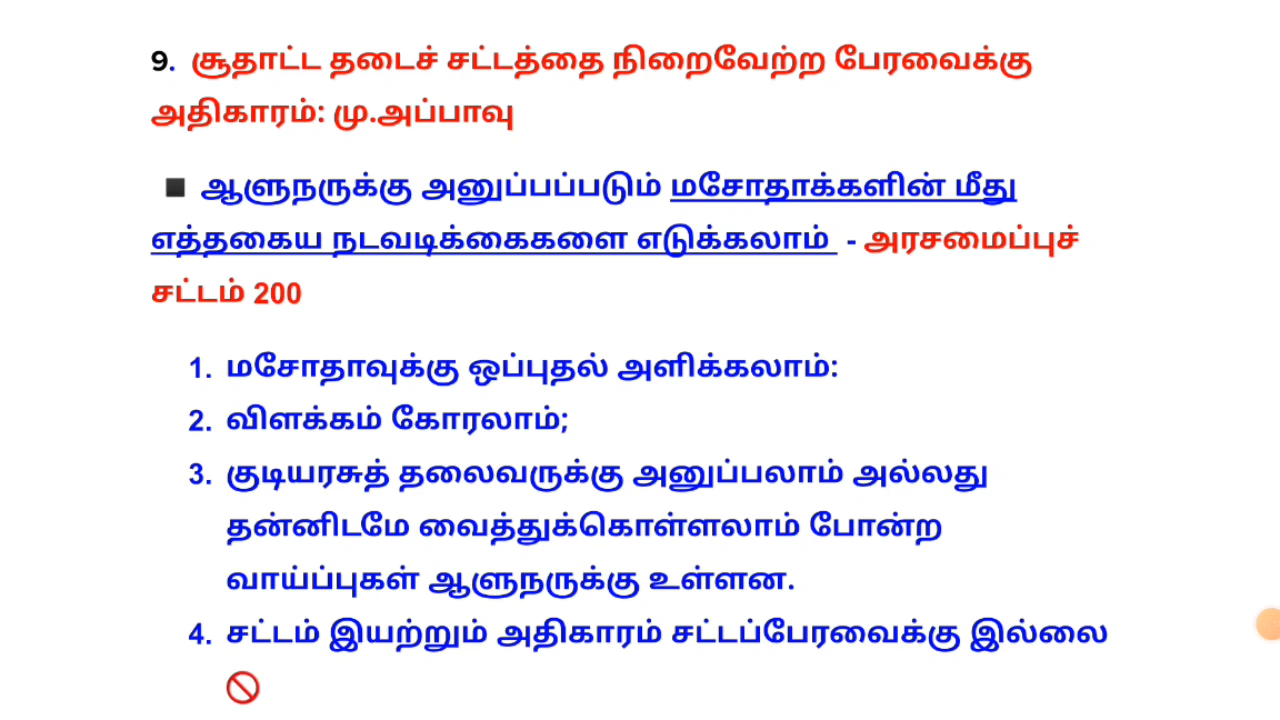 9. சூதாட்ட தடைச் சட்டத்தை நிறைவேற்ற பேரவைக்கு
அதிகாரம்: மு.அப்பாவு
▪ ஆளுநருக்கு அனுப்பப்படும் மசோதாக்களின் மீது
எத்தகைய நடவடிக்கைகளை எடுக்கலாம் - அரசமைப்புச்
சட்டம் 200
1. மசோதாவுக்கு ஒப்புதல் அளிக்கலாம்:
2. விளக்கம் கோரலாம்;
3. குடியரசுத் தலைவருக்கு அனுப்பலாம் அல்லது
தன்னிடமே வைத்துக்கொள்ளலாம் போன்ற
வாய்ப்புகள் ஆளுநருக்கு உள்ளன.
4. சட்டம் இயற்றும் அதிகாரம் சட்டப்பேரவைக்கு இல்லை
🚫